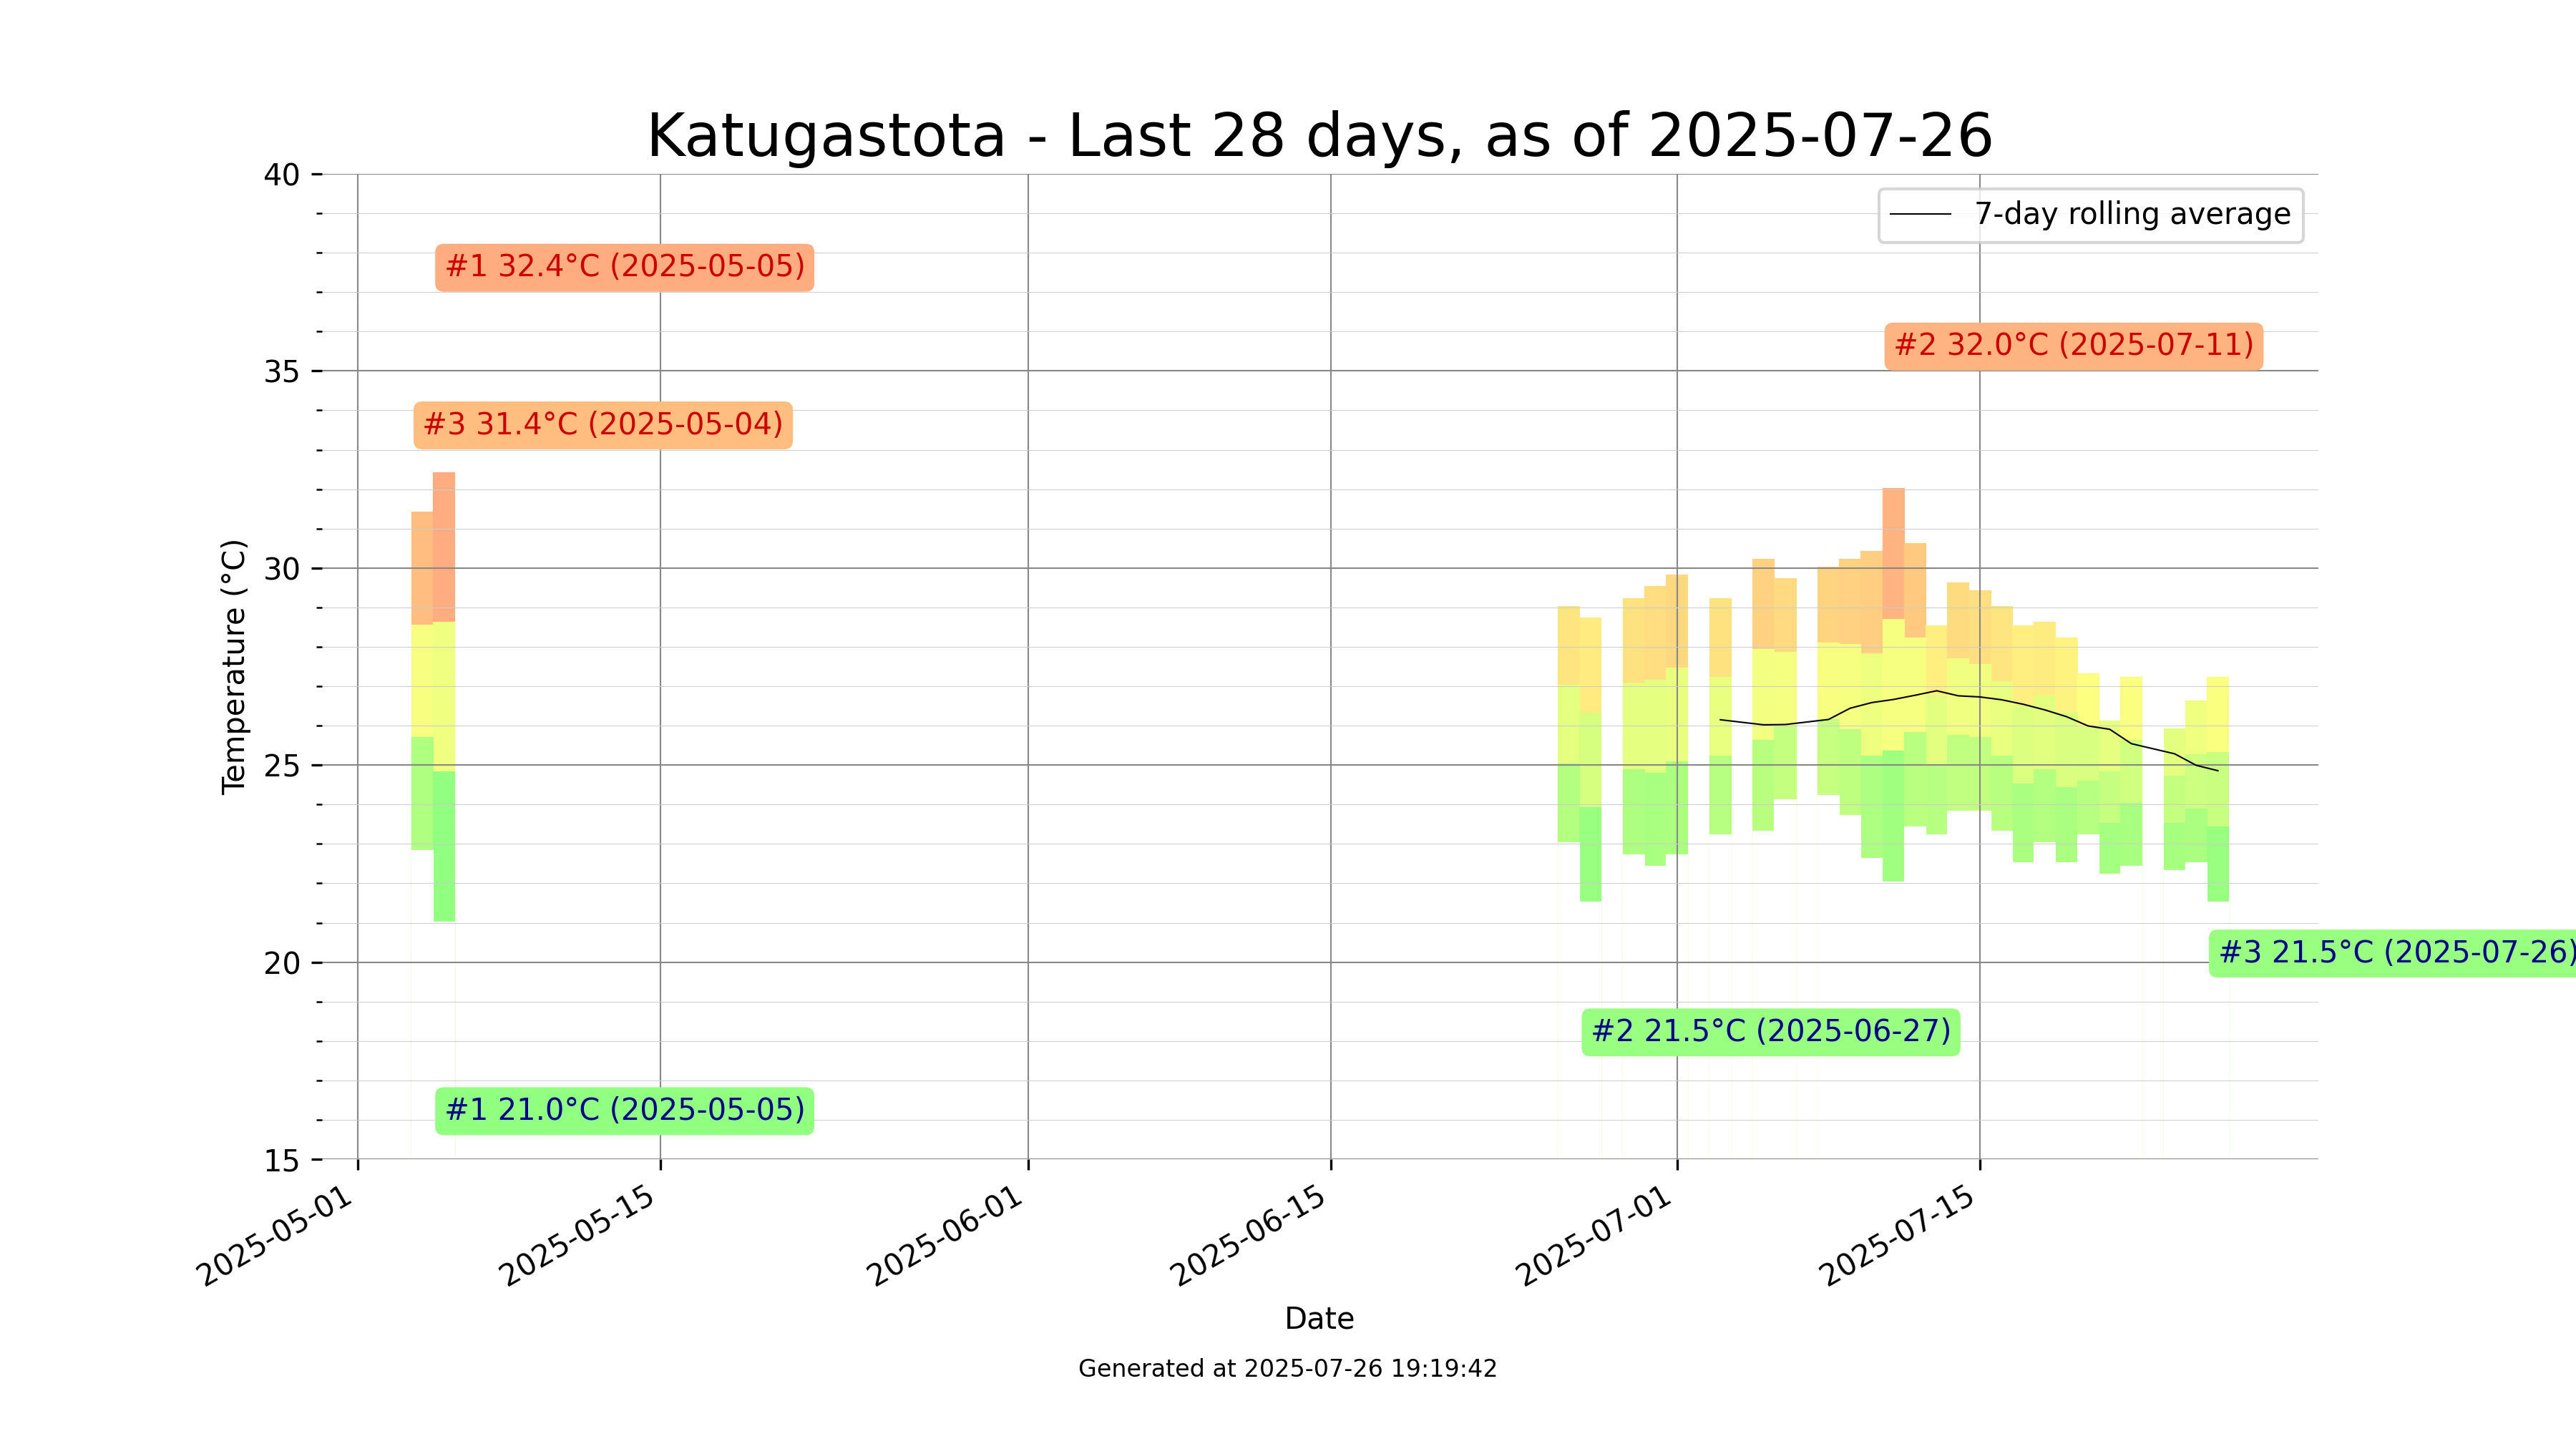 Katugastota - Last 28 days, as of 2025-07-26
7-day rolling average
#1 32.4°C (2025-05-05)
#2 32.0°C (2025-07-11)
#3 31.4°C (2025-05-04)
#3 21.5°C (2025-07-26)
#2 21.5°C (2025-06-27)
#1 21.0°C (2025-05-05)
Temperature (°C)
40
35
30
25
20
15
2025-05-01
2025-05-15
2025-06-01
2025-06-15
2025-07-01
2025-07-15
Date
Generated at 2025-07-26 19:19:42